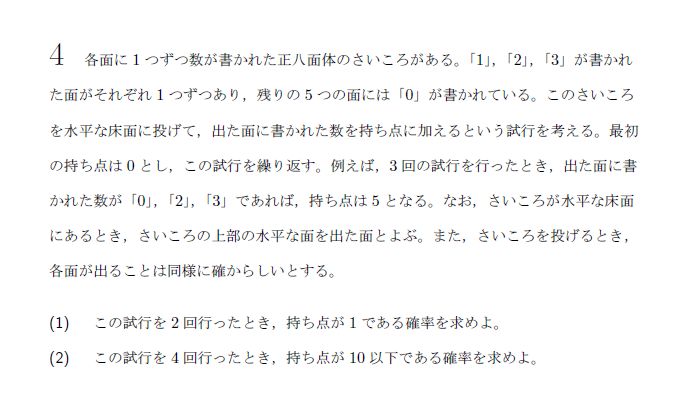 4 各面に 1 つずつ数が書かれた正八面体のさいころがある。「1」,「2」,「3」が書かれ
た面がそれぞれ 1 つずつあり,残りの 5 つの面には「0」が書かれている。このさいころ
を水平な床面に投げて,出た面に書かれた数を持ち点に加えるという試行を考える。最初
の持ち点は 0 とし,この試行を繰り返す。例えば,3 回の試行を行ったとき,出た面に書
かれた数が「0」,「2」,「3」であれば,持ち点は 5 となる。なお,さいころが水平な床面
にあるとき,さいころの上部の水平な面を出た面とよぶ。また,さいころを投げるとき,
各面が出ることは同様に確からしいとする。
(1) この試行を 2 回行ったとき,持ち点が 1 である確率を求めよ。
(2) この試行を 4 回行ったとき,持ち点が 10 以下である確率を求めよ。